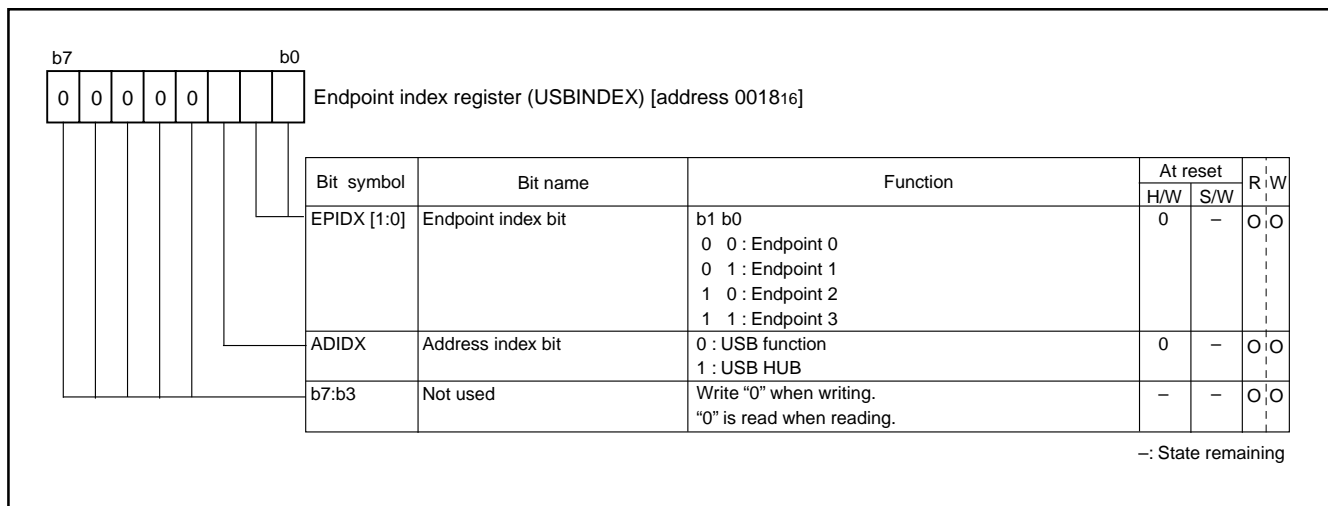 b7 b0
0 0 0 0 0 Endpoint index register (USBINDEX) [address 001816]
Bit symbol Bit name Function At reset R W
H/W S/W
EPIDX [1:0] Endpoint index bit b1 b0 0 – O O
0 0 : Endpoint 0
0 1 : Endpoint 1
1 0 : Endpoint 2
1 1 : Endpoint 3
ADIDX Address index bit 0 : USB function 0 – O O
1 : USB HUB
b7:b3 Not used Write “0” when writing. – – O O
“0” is read when reading.
–: State remaining